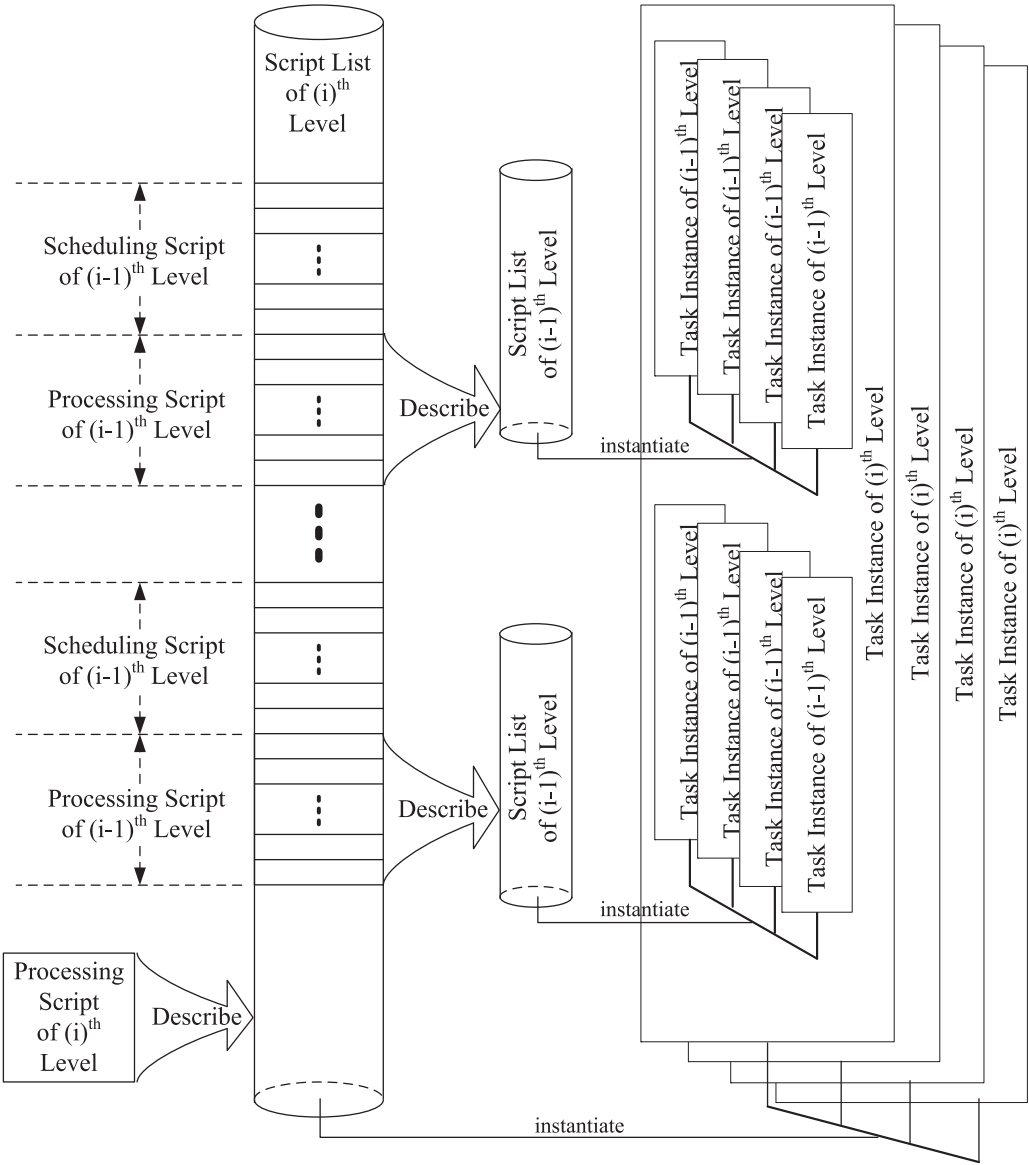 Script List
of (i)th
Level
Scheduling Script
of (i-1)th Level
Processing Script
of (i-1)th Level
Describe
Script List
of (i-1)th Level
instantiate
Task Instance of (i-1)th Level
Task Instance of (i-1)th Level
Task Instance of (i-1)th Level
Task Instance of (i-1)th Level
Scheduling Script
of (i-1)th Level
Processing Script
of (i-1)th Level
Describe
Script List
of (i-1)th Level
instantiate
Task Instance of (i-1)th Level
Task Instance of (i-1)th Level
Task Instance of (i-1)th Level
Task Instance of (i-1)th Level
Task Instance of (i)th Level
Task Instance of (i)th Level
Task Instance of (i)th Level
Task Instance of (i)th Level
Processing
Script
of (i)th
Level
Describe
instantiate